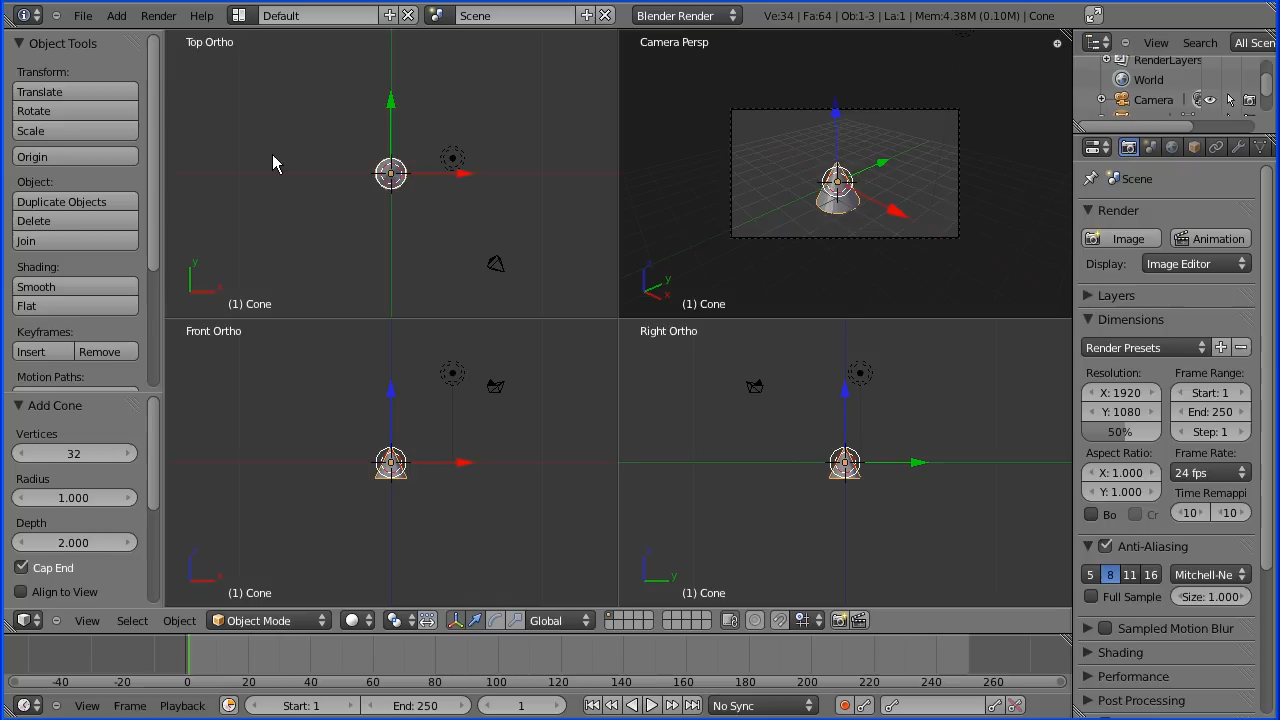 File Add Render Help Default Scene Blender Render Ve:34 | Fa:64 | Ob:1-3 | La:1 | Mem:4.38M (0.10M) | Cone
Object Tools
Transform:
Translate
Rotate
Scale
Origin
Object:
Duplicate Objects
Delete
Join
Shading:
Smooth
Flat
Keyframes:
Insert Remove
Motion Paths:
Add Cone
Vertices
32
Radius
1.000
Depth
2.000
Cap End
Align to View
Top Ortho
y
x
(1) Cone
Camera Persp
z
y
x
(1) Cone
Front Ortho
z
x
(1) Cone
Right Ortho
z
y
(1) Cone
View Select Object Object Mode Global
-40 -20 0 20 40 60 80 100 120 140 160 180 200 220 240 260
View Frame Playback Start: 1 End: 250 1 No Sync
View Search All Scen
RenderLayers
World
Camera
Scene
Render
Image Animation
Display: Image Editor
Layers
Dimensions
Render Presets
Resolution: Frame Range:
X: 1920 Start: 1
Y: 1080 End: 250
50% Step: 1
Aspect Ratio: Frame Rate:
X: 1.000 24 fps
Y: 1.000 Time Remappi
Bo Cr 10 10
Anti-Aliasing
5 8 11 16 Mitchell-Ne
Full Sample Size: 1.000
Sampled Motion Blur
Shading
Performance
Post Processing